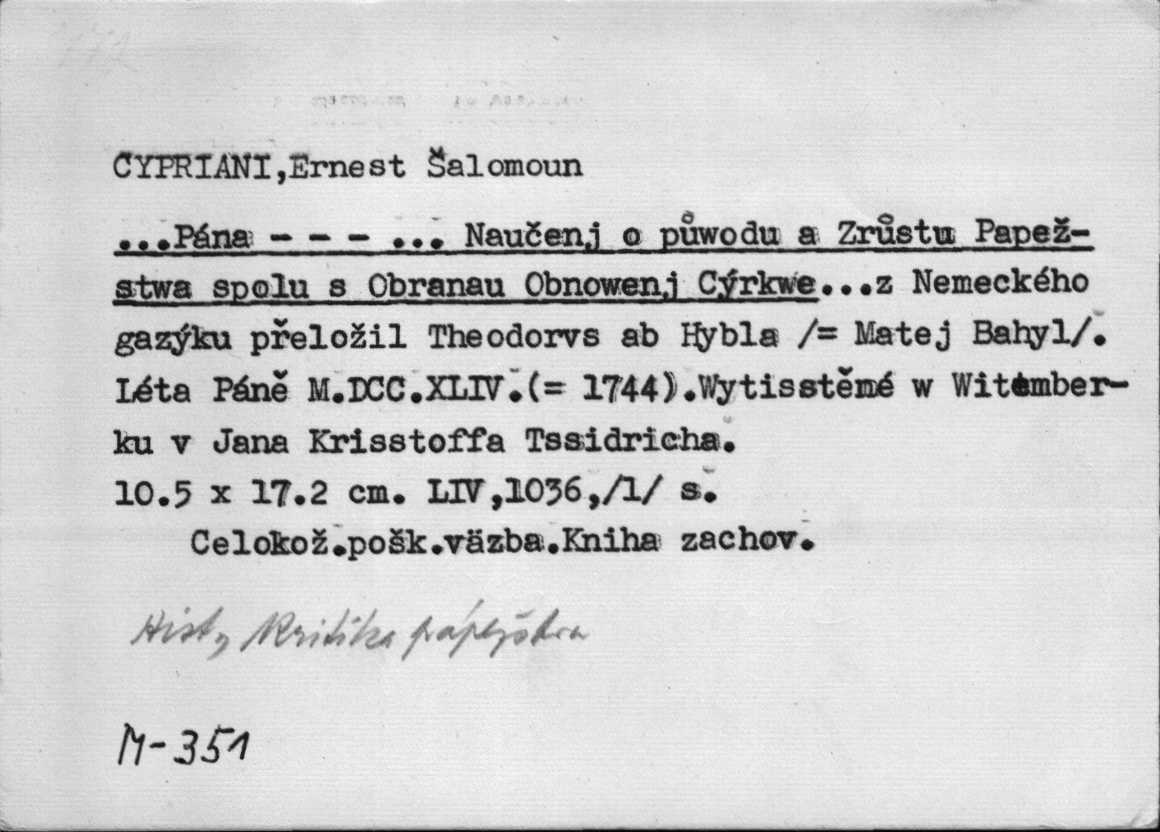 CYPRIANI,Ernest Šalomoun
...Pána - - - ... Naučenj o půwodu a Zrůstu Papež-
stwa spolu s Obranau Obnowenj Cýrkwe...z Nemeckého
gazýku přeložil Theodorvs ab Hybla /= Matej Bahyl/.
Léta Páně M.DCC.XLIV.(= 1744).Wytisstěné w Witember-
ku v Jana Krisstoffa Tssidricha.
10.5 x 17.2 cm. LIV,1036,/1/ s.
Celokož.pošk.väzba.Kniha zachov.
Hist, Kritika pápežstva
M-351